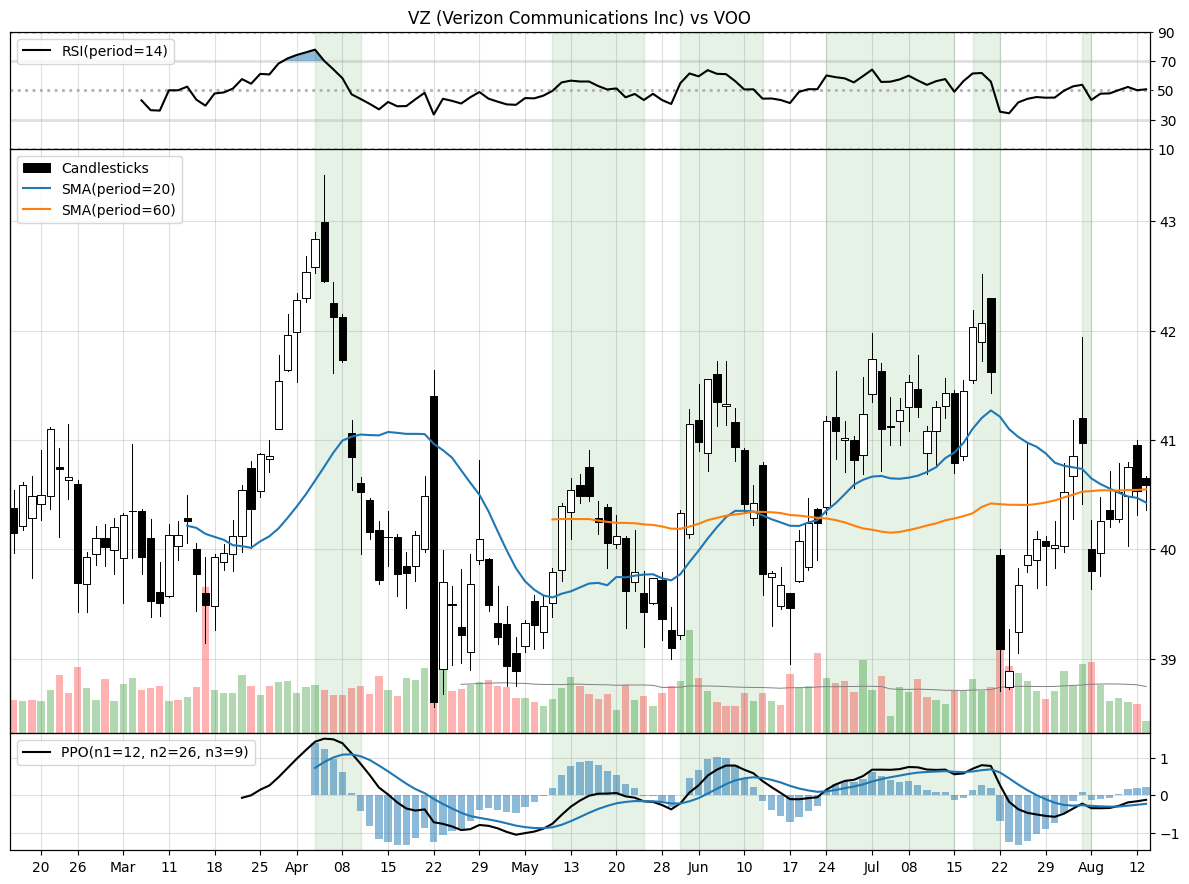 VZ (Verizon Communications Inc) vs VOO
RSI(period=14)
90
70
50
30
10
Candlesticks
SMA(period=20)
SMA(period=60)
43
42
41
40
39
PPO(n1=12, n2=26, n3=9)
1
0
−1
20 26 Mar 11 18 25 Apr 08 15 22 29 May 13 20 28 Jun 10 17 24 Jul 08 15 22 29 Aug 12